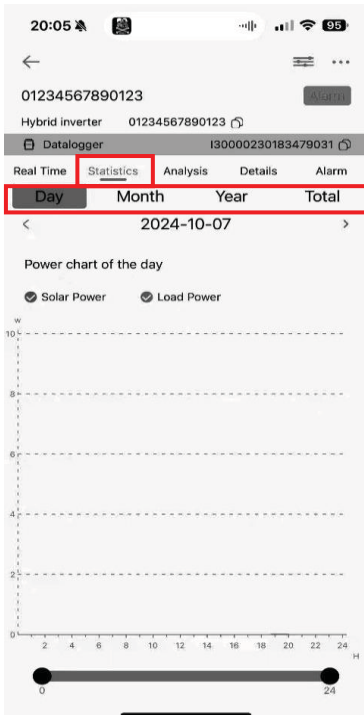 20:05 95
01234567890123 Alarm
Hybrid inverter 01234567890123
Datalogger I30000230183479031
Real Time Statistics Analysis Details Alarm
Day Month Year Total
< 2024-10-07 >
Power chart of the day
Solar Power Load Power
W
10
8
6
4
2
0
2 4 6 8 10 12 14 16 18 20 22 24
H
0 24